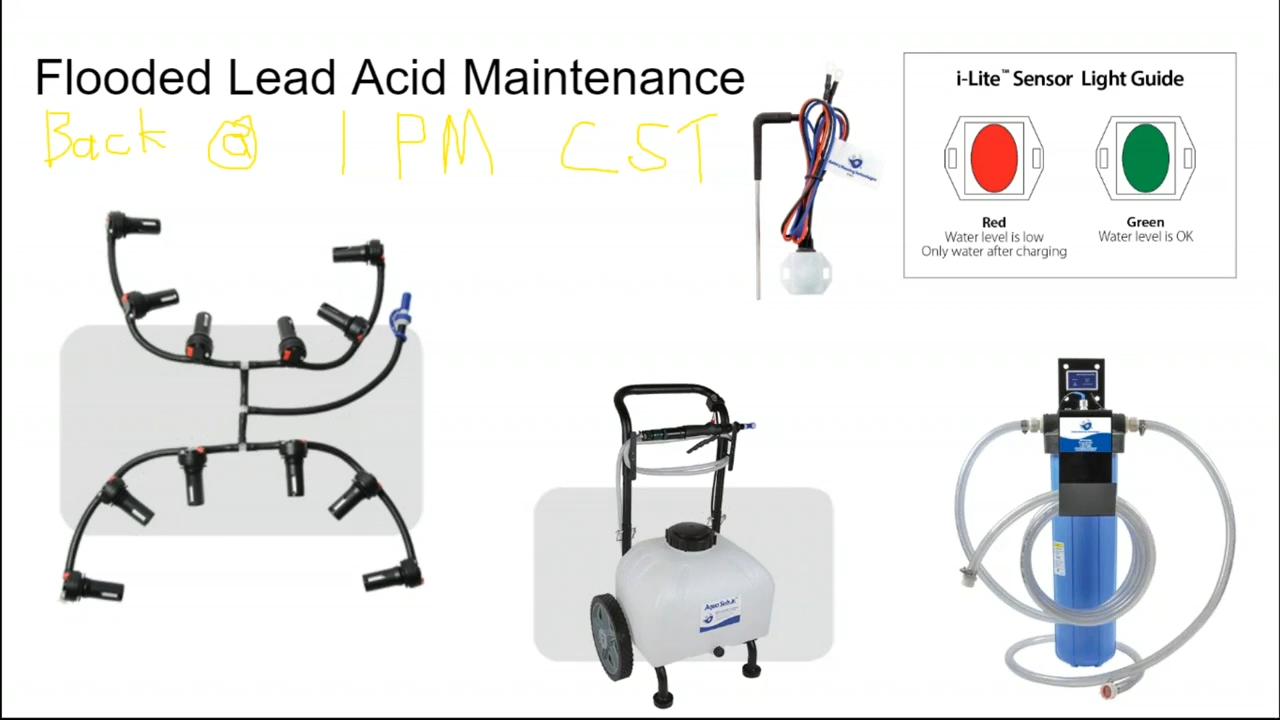 Flooded Lead Acid Maintenance
Back @ 1 PM CST
i-Lite™ Sensor Light Guide
Red
Water level is low
Only water after charging
Green
Water level is OK